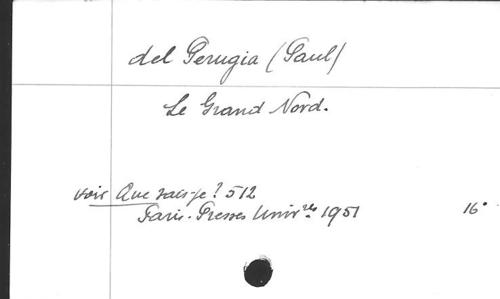 del Perugia (Paul)
Le Grand Nord.
voir Que sais-je? 512
Paris-Presses Univ.res 1951 16°